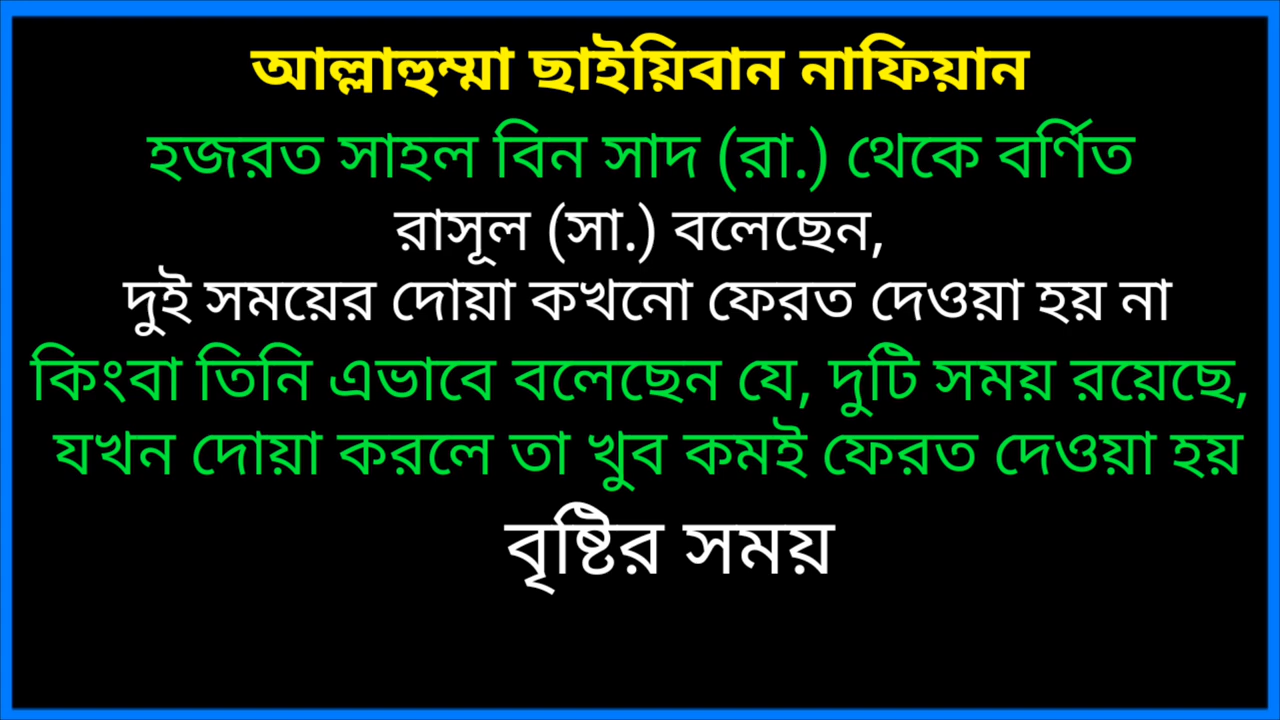 আল্লাহুম্মা ছাইয়িবান নাফিয়ান
হজরত সাহল বিন সাদ (রা.) থেকে বর্ণিত
রাসূল (সা.) বলেছেন,
দুই সময়ের দোয়া কখনো ফেরত দেওয়া হয় না
কিংবা তিনি এভাবে বলেছেন যে, দুটি সময় রয়েছে,
যখন দোয়া করলে তা খুব কমই ফেরত দেওয়া হয়
বৃষ্টির সময়